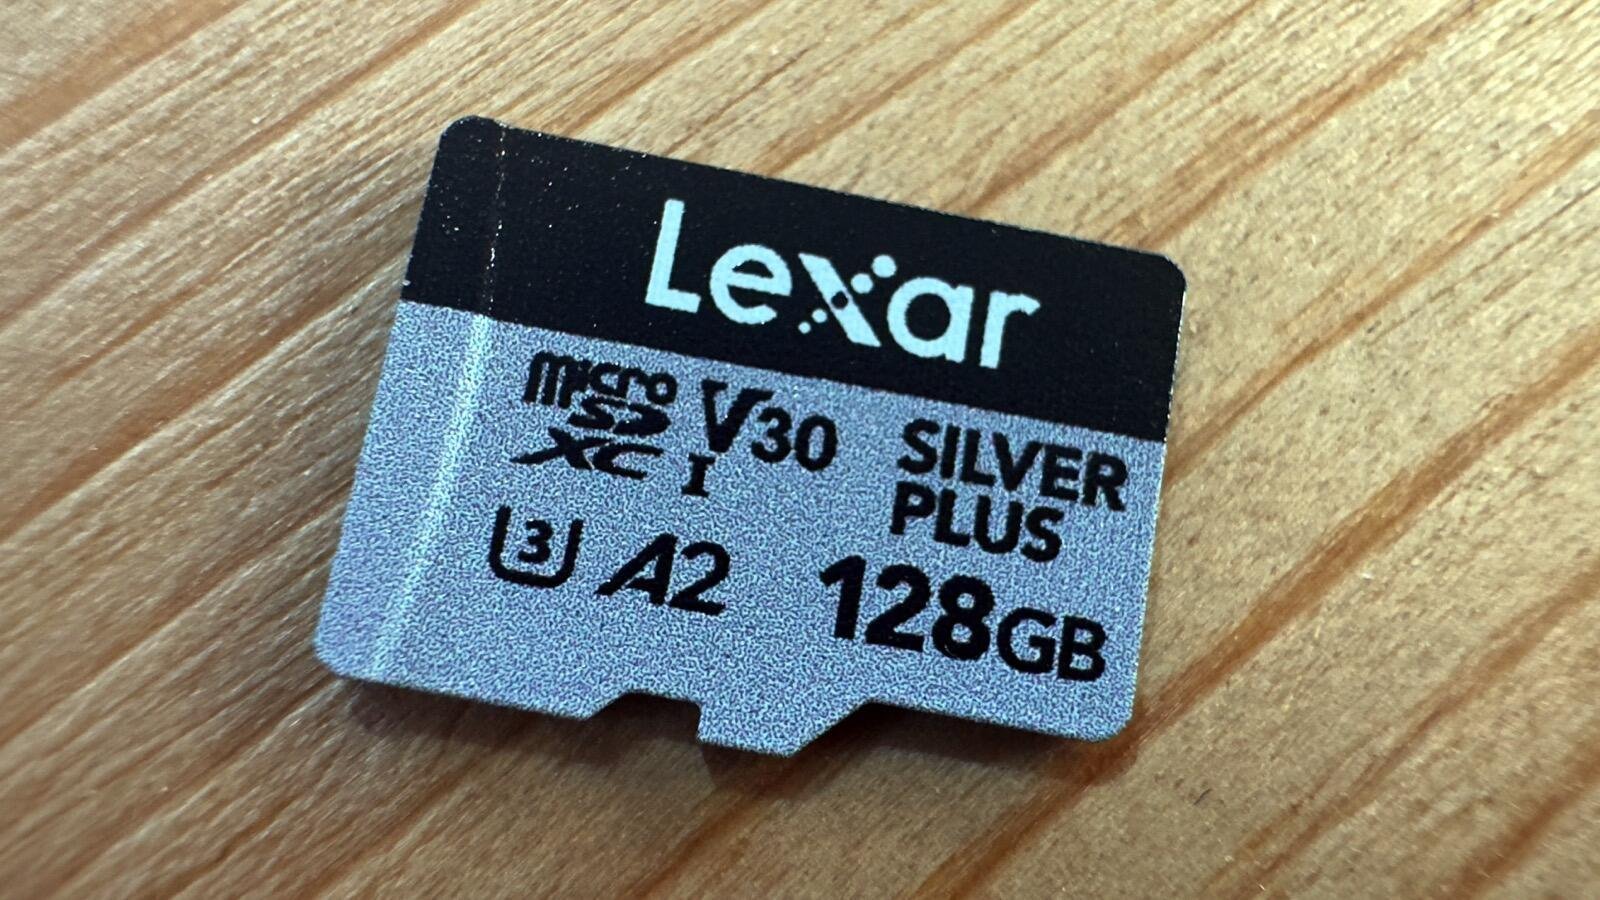 Lexar
micro SD XC I V30
SILVER PLUS
3 A2
128GB